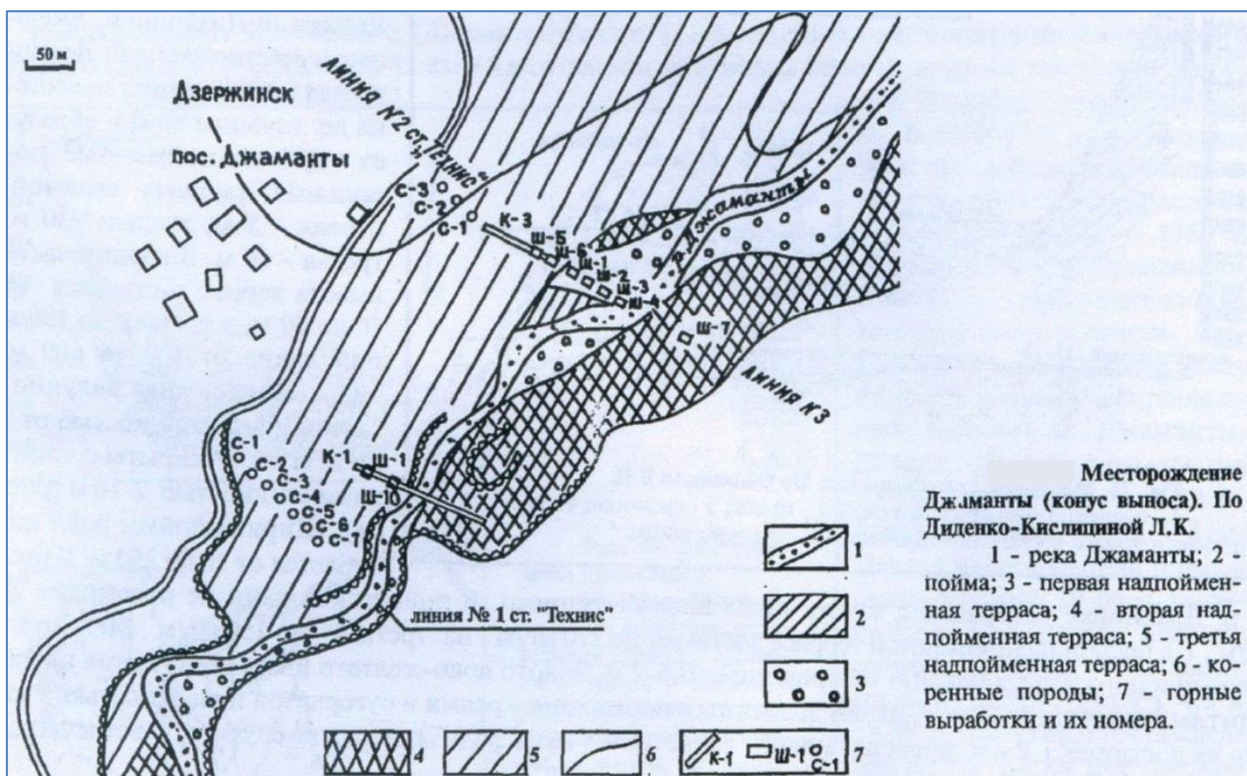 50 м
Дзержинск
пос. Джаманты
линия №2 ст. "Технис"
С-3
С-2
С-1
К-3
Ш-5
Ш-6
Ш-1
Ш-2
Ш-3
Ш-4
Джаманты
Ш-7
линия №3
С-1
С-2
С-3
С-4
С-5
С-6
С-7
К-1
Ш-1
Ш-10
линия № 1 ст. "Технис"
1
2
3
4
5
6
К-1
Ш-1
С-1
7
Месторождение
Джаманты (конус выноса). По
Диденко-Кислициной Л.К.
1 - река Джаманты; 2 -
пойма; 3 - первая надпоймен-
ная терраса; 4 - вторая над-
пойменная терраса; 5 - третья
надпойменная терраса; 6 - ко-
ренные породы; 7 - горные
выработки и их номера.